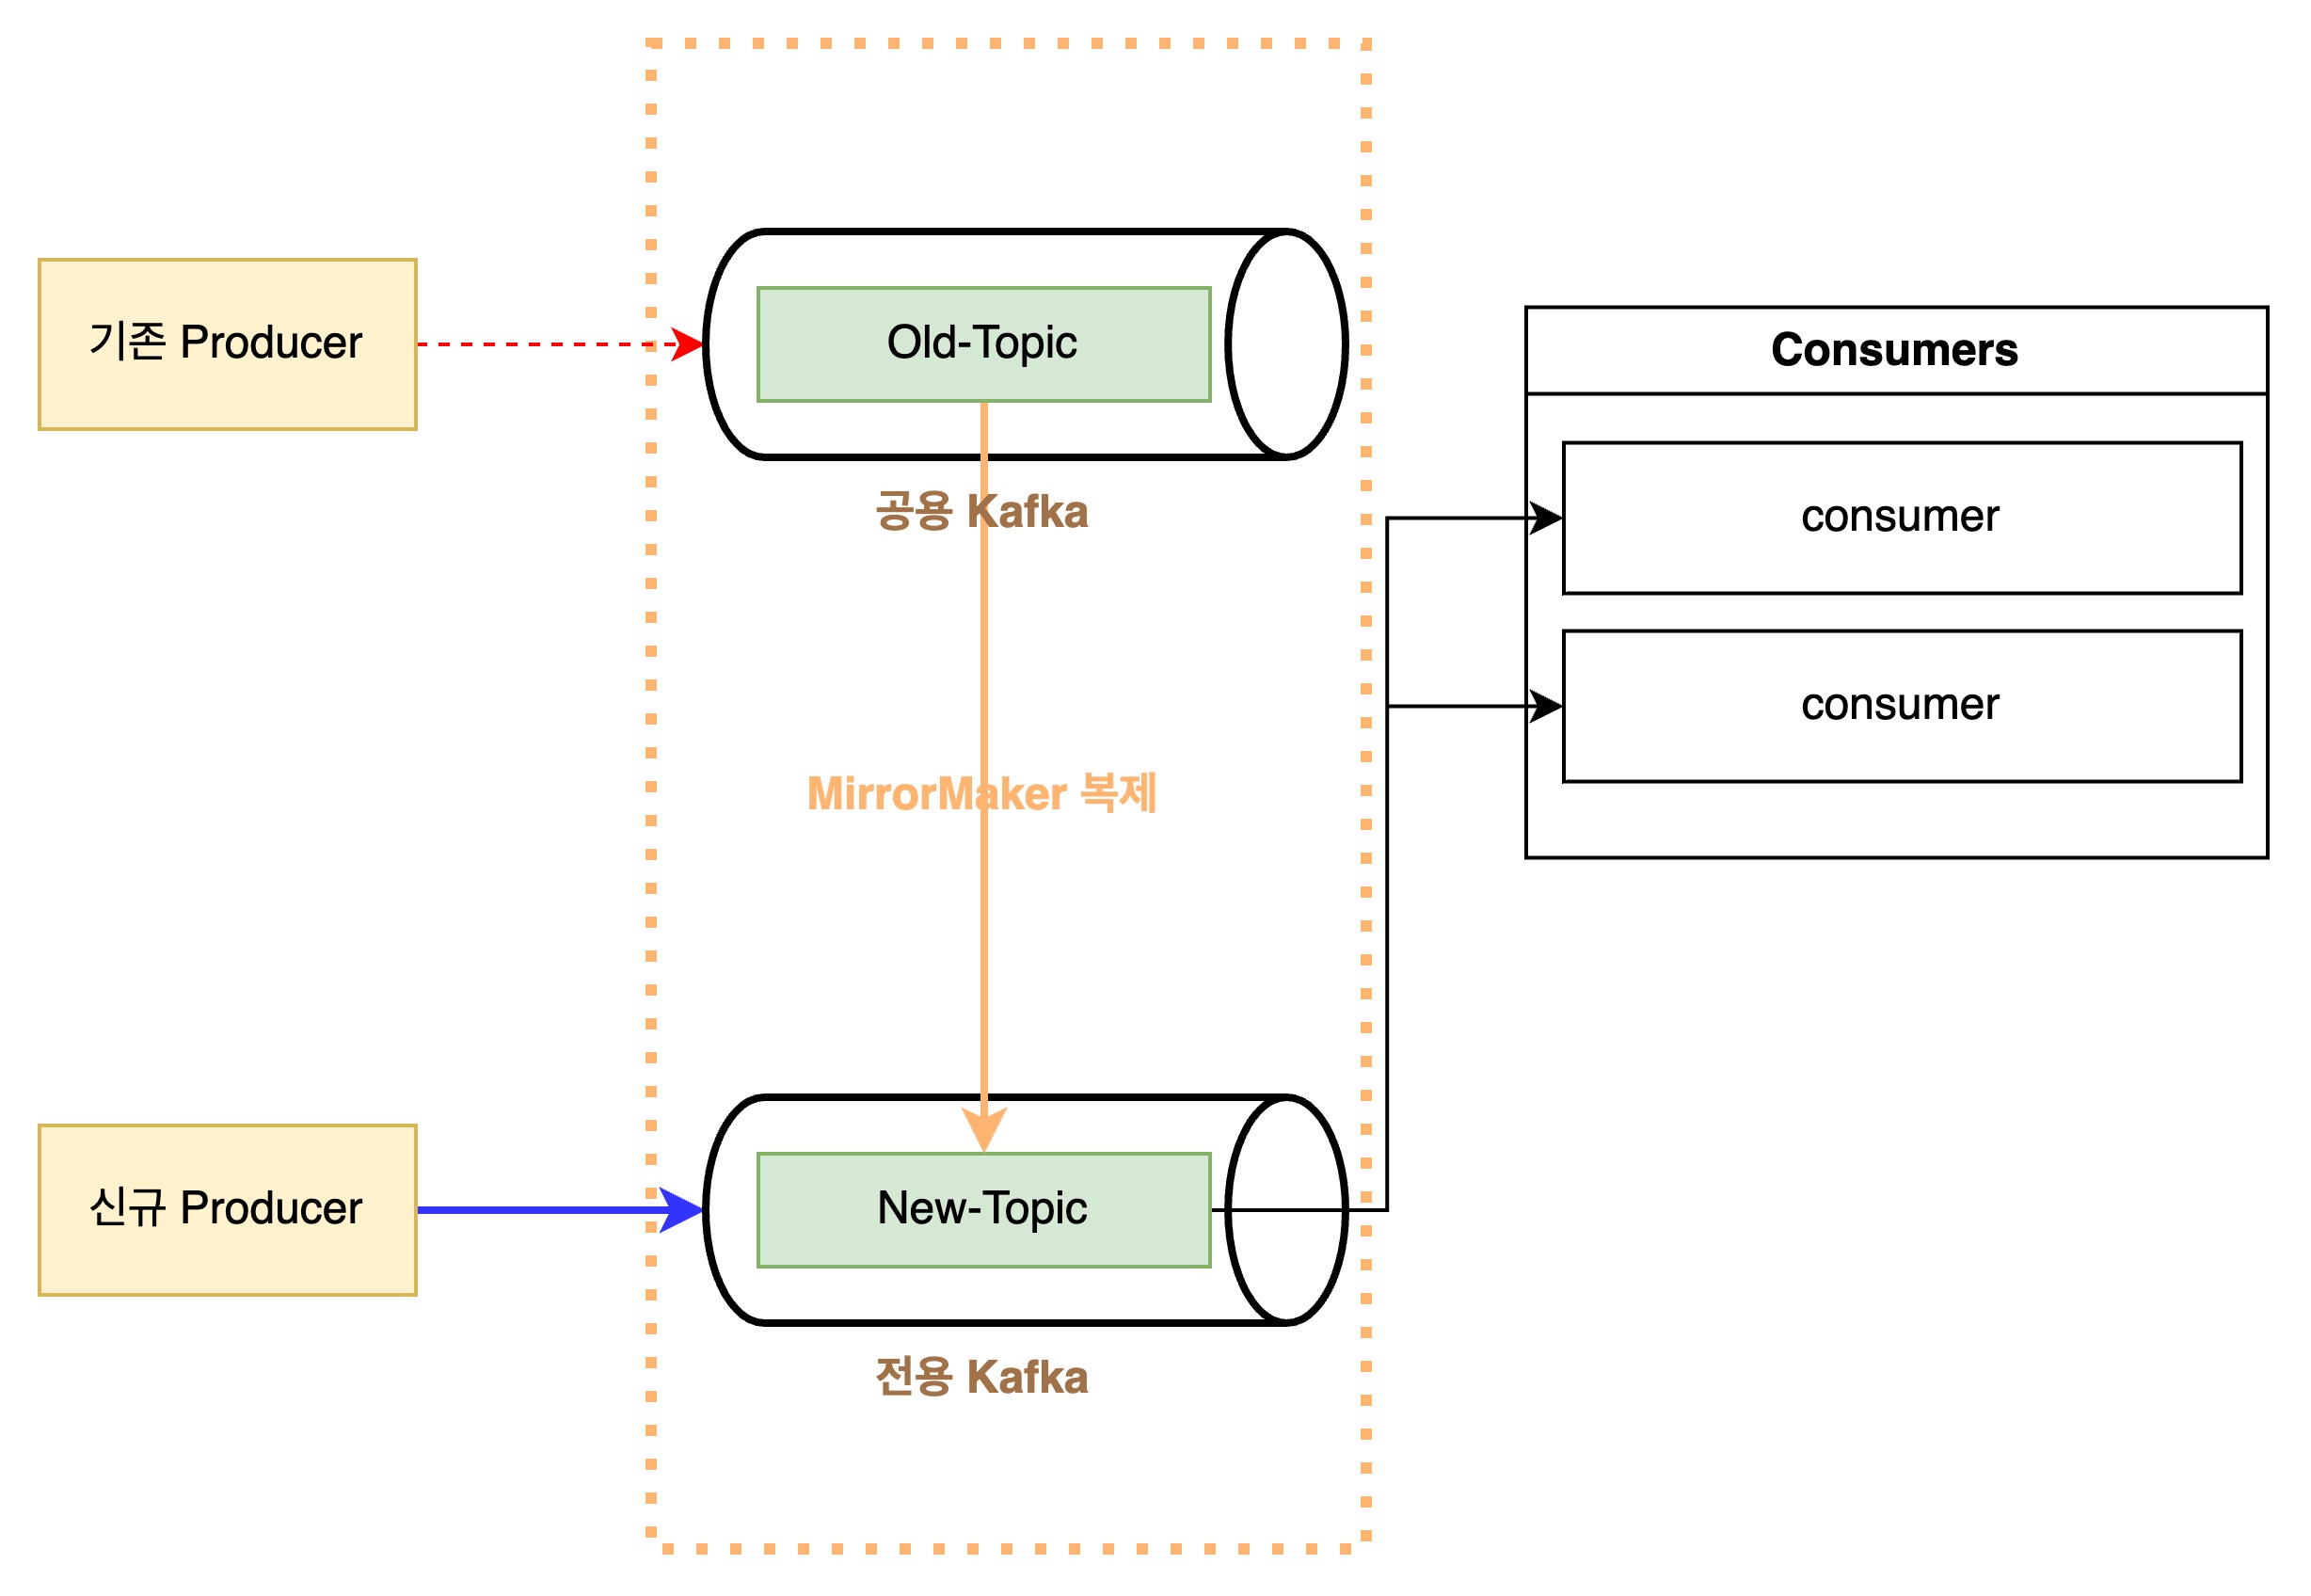 기존 Producer
Old-Topic
공용 Kafka
Consumers
consumer
consumer
MirrorMaker 복제
신규 Producer
New-Topic
전용 Kafka